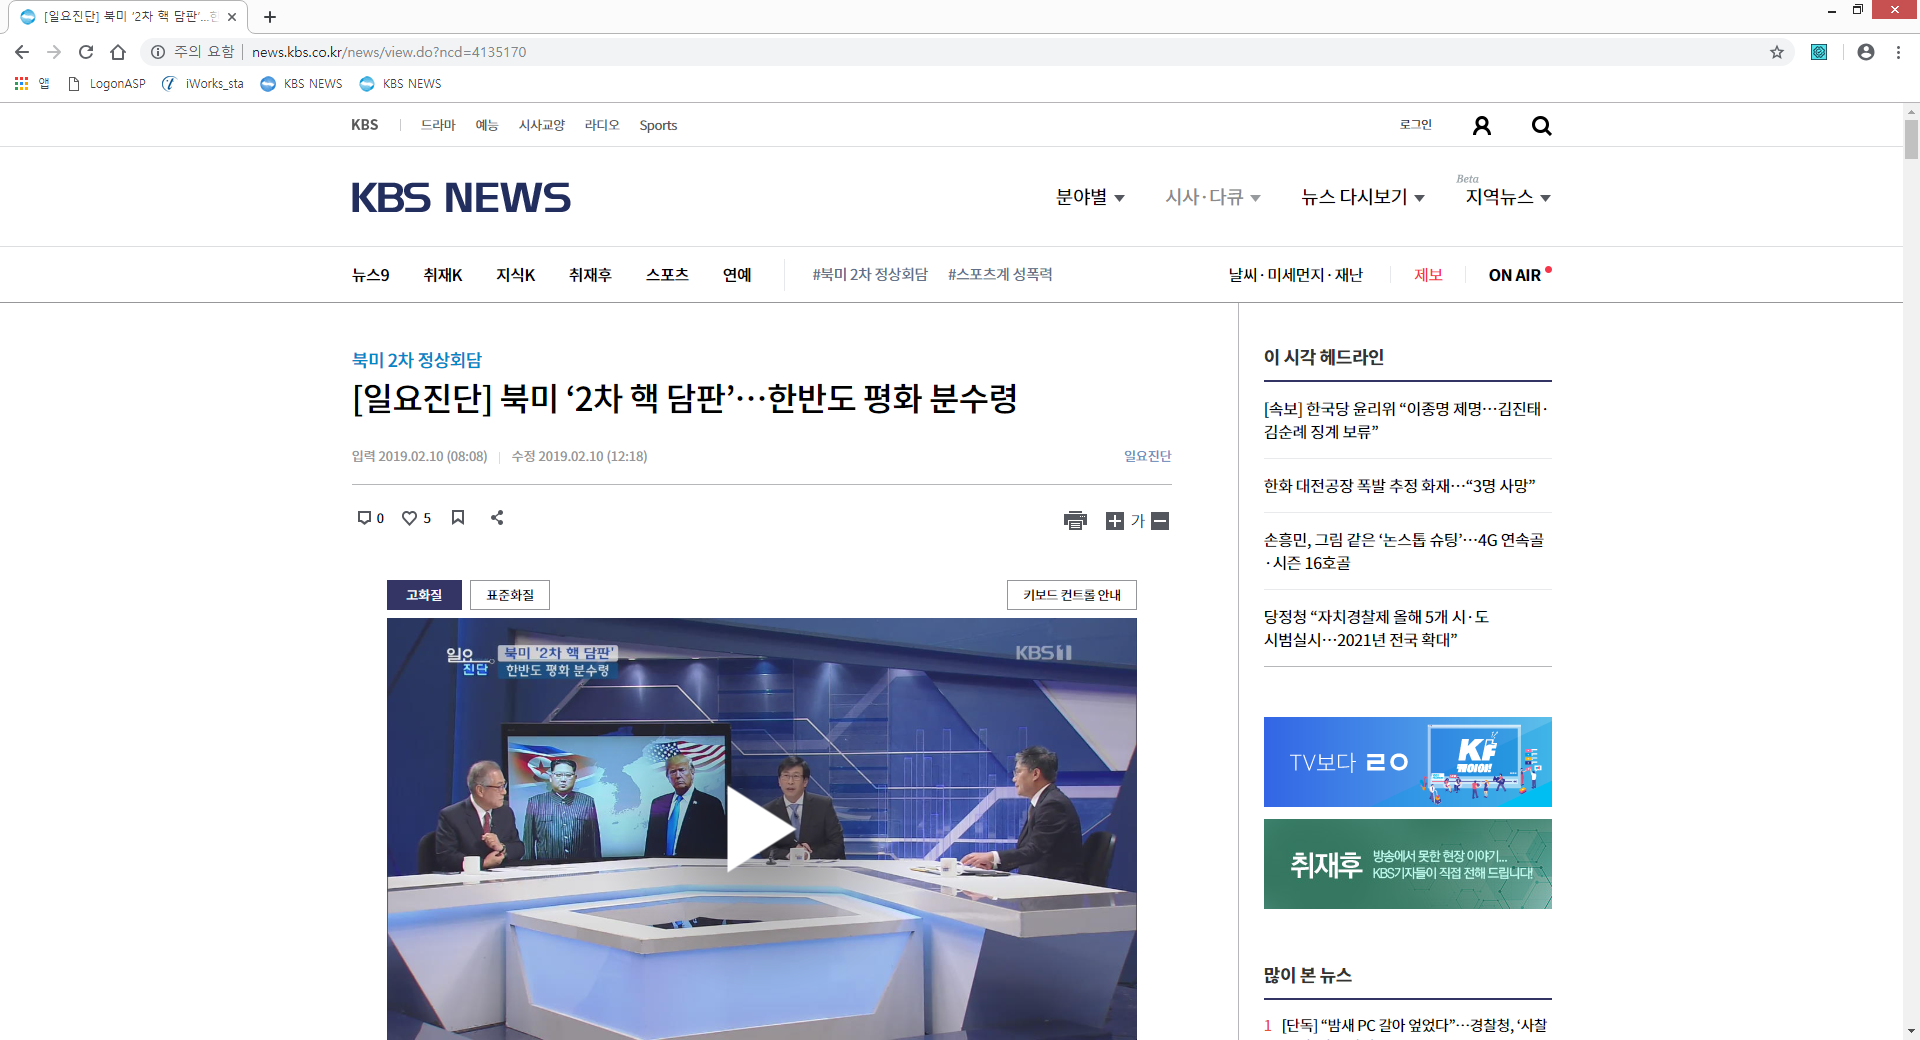 [일요진단] 북미 ‘2차 핵 담판’…한
주의 요함
news.kbs.co.kr/news/view.do?ncd=4135170
앱
LogonASP
iWorks_sta
KBS NEWS
KBS NEWS
KBS
드라마
예능
시사교양
라디오
Sports
로그인
KBS NEWS
분야별
시사·다큐
뉴스 다시보기
Beta
지역뉴스
뉴스9
취재K
지식K
취재후
스포츠
연예
#북미 2차 정상회담
#스포츠계 성폭력
날씨·미세먼지·재난
제보
ON AIR
북미 2차 정상회담
[일요진단] 북미 ‘2차 핵 담판’…한반도 평화 분수령
입력 2019.02.10 (08:08)
수정 2019.02.10 (12:18)
일요진단
0
5
가
고화질
표준화질
키보드 컨트롤 안내
일요
진단
북미 '2차 핵 담판'
한반도 평화 분수령
KBS1
이 시각 헤드라인
[속보] 한국당 윤리위 “이종명 제명…김진태·
김순례 징계 보류”
한화 대전공장 폭발 추정 화재…“3명 사망”
손흥민, 그림 같은 ‘논스톱 슈팅’…4G 연속골
·시즌 16호골
당정청 “자치경찰제 올해 5개 시·도
시범실시…2021년 전국 확대”
TV보다 ㄹㅇ
KF
케이야!
취재후
방송에서 못한 현장 이야기...
KBS기자들이 직접 전해 드립니다!
많이 본 뉴스
1 [단독] “밤새 PC 갈아 엎었다”…경찰청, ‘사찰